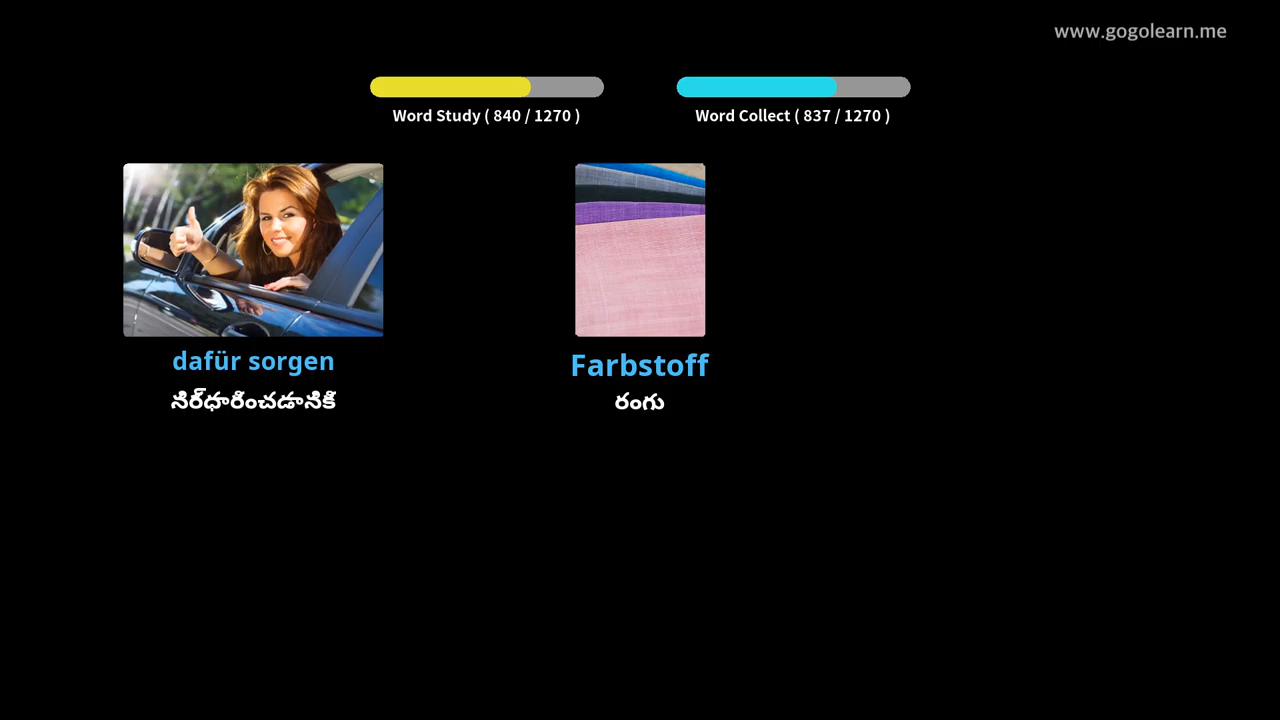 www.gogolearn.me
Word Study ( 840 / 1270 )
Word Collect ( 837 / 1270 )
dafür sorgen
నిర్ధారించడానికి
Farbstoff
రంగు